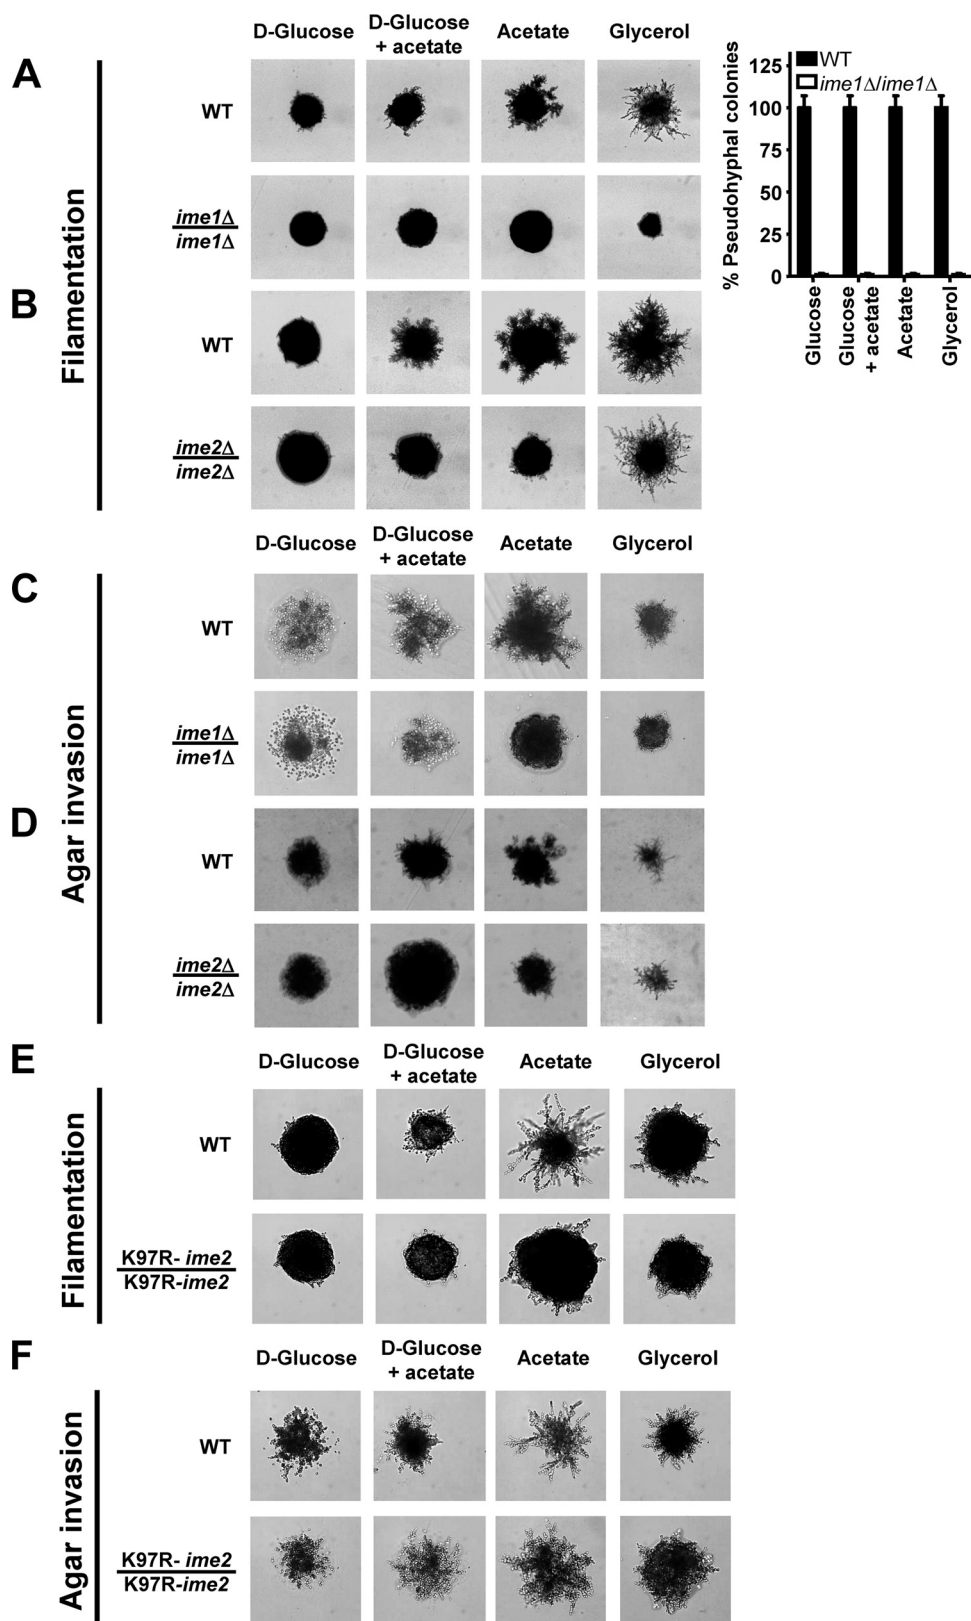 D-Glucose
D-Glucose
+ acetate
Acetate
Glycerol
A
WT
ime1Δ
ime1Δ
B
WT
ime2Δ
ime2Δ
Filamentation
% Pseudohyphal colonies
125
100
75
50
25
0
WT
ime1Δ/ime1Δ
Glucose
Glucose
+ acetate
Acetate
Glycerol
D-Glucose
D-Glucose
+ acetate
Acetate
Glycerol
C
WT
ime1Δ
ime1Δ
D
WT
ime2Δ
ime2Δ
Agar invasion
E
D-Glucose
D-Glucose
+ acetate
Acetate
Glycerol
WT
K97R- ime2
K97R-ime2
Filamentation
F
D-Glucose
D-Glucose
+ acetate
Acetate
Glycerol
WT
K97R- ime2
K97R-ime2
Agar invasion